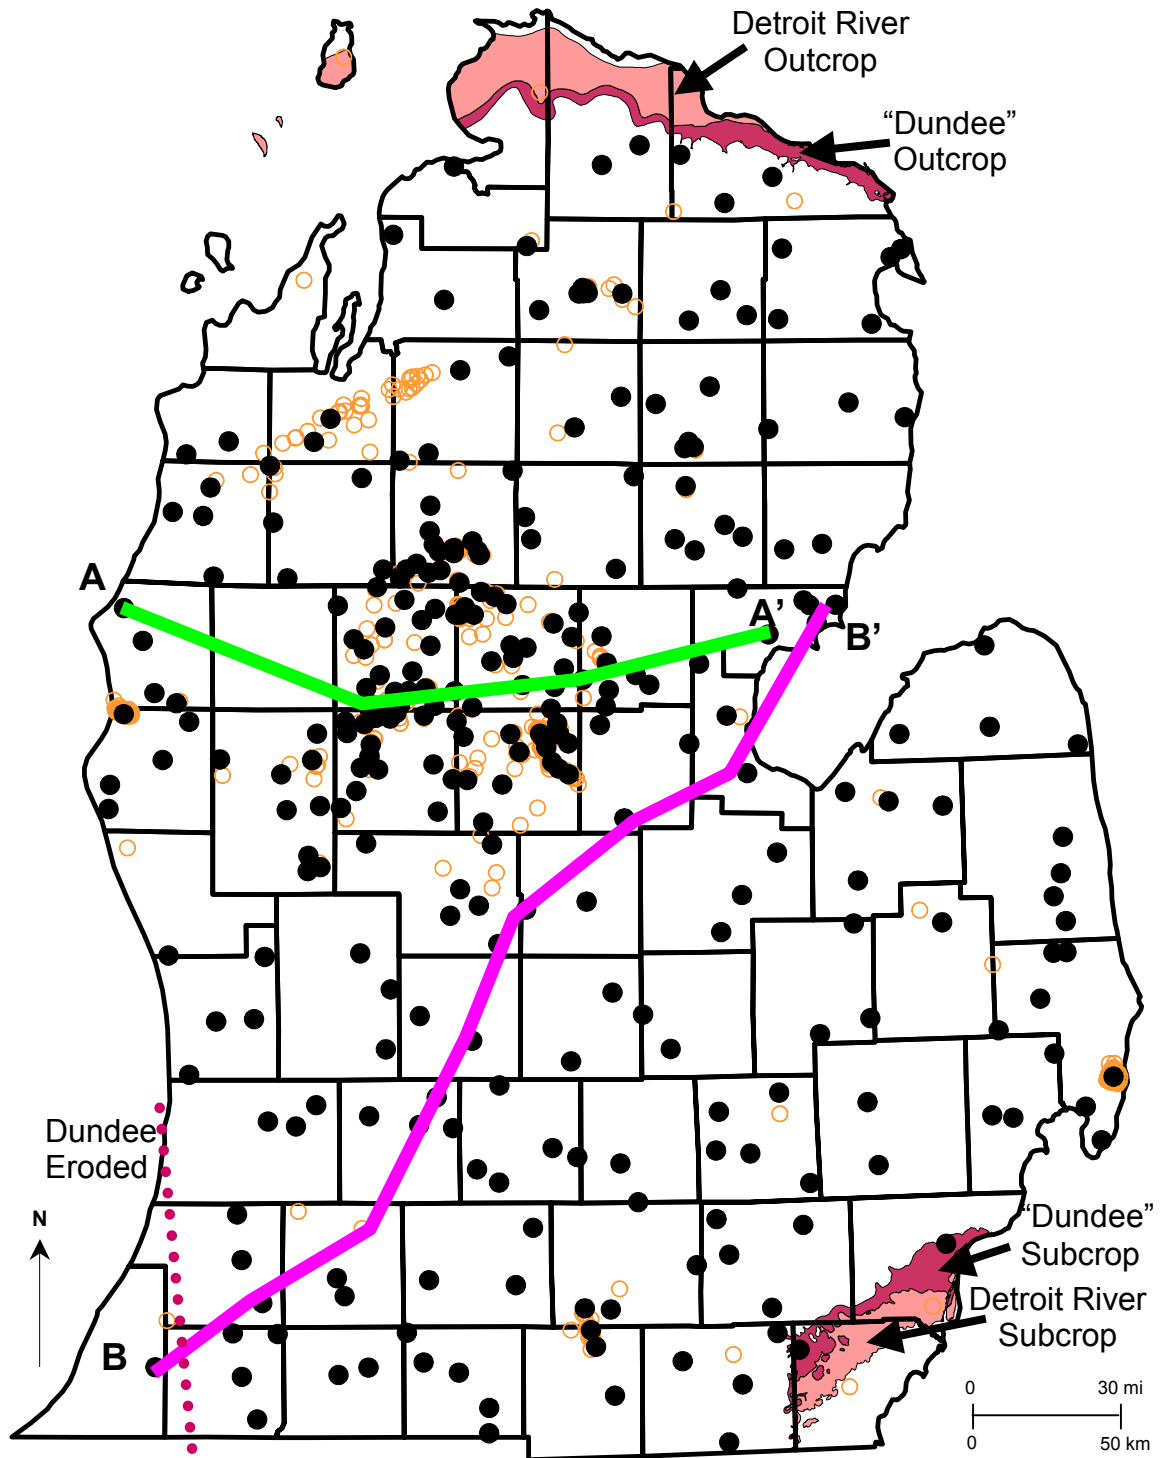 Detroit River
Outcrop
“Dundee”
Outcrop
A
A’
B’
Dundee
Eroded
N
“Dundee”
Subcrop
Detroit River
Subcrop
B
0 30 mi
0 50 km